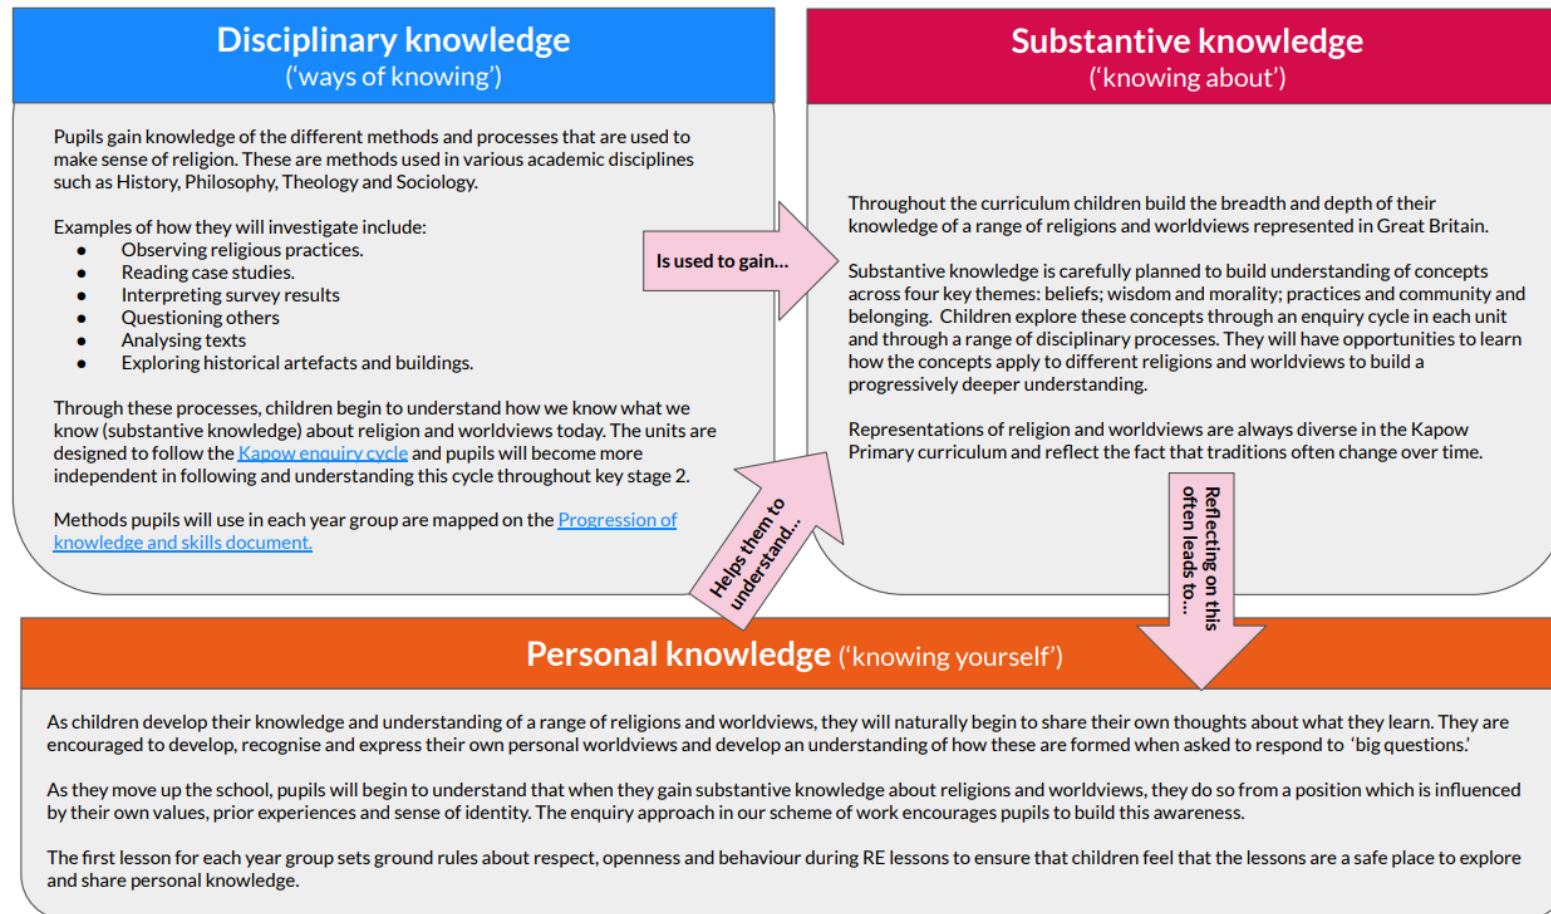 Disciplinary knowledge
(‘ways of knowing’)
Pupils gain knowledge of the different methods and processes that are used to
make sense of religion. These are methods used in various academic disciplines
such as History, Philosophy, Theology and Sociology.
Examples of how they will investigate include:
● Observing religious practices.
● Reading case studies.
● Interpreting survey results
● Questioning others
● Analysing texts
● Exploring historical artefacts and buildings.
Through these processes, children begin to understand how we know what we
know (substantive knowledge) about religion and worldviews today. The units are
designed to follow the Kapow enquiry cycle and pupils will become more
independent in following and understanding this cycle throughout key stage 2.
Methods pupils will use in each year group are mapped on the Progression of
knowledge and skills document.
Is used to gain...
Substantive knowledge
(‘knowing about’)
Throughout the curriculum children build the breadth and depth of their
knowledge of a range of religions and worldviews represented in Great Britain.
Substantive knowledge is carefully planned to build understanding of concepts
across four key themes: beliefs; wisdom and morality; practices and community and
belonging. Children explore these concepts through an enquiry cycle in each unit
and through a range of disciplinary processes. They will have opportunities to learn
how the concepts apply to different religions and worldviews to build a
progressively deeper understanding.
Representations of religion and worldviews are always diverse in the Kapow
Primary curriculum and reflect the fact that traditions often change over time.
Helps them to
understand...
Reflecting on this
often leads to...
Personal knowledge (‘knowing yourself’)
As children develop their knowledge and understanding of a range of religions and worldviews, they will naturally begin to share their own thoughts about what they learn. They are
encouraged to develop, recognise and express their own personal worldviews and develop an understanding of how these are formed when asked to respond to ‘big questions.’
As they move up the school, pupils will begin to understand that when they gain substantive knowledge about religions and worldviews, they do so from a position which is influenced
by their own values, prior experiences and sense of identity. The enquiry approach in our scheme of work encourages pupils to build this awareness.
The first lesson for each year group sets ground rules about respect, openness and behaviour during RE lessons to ensure that children feel that the lessons are a safe place to explore
and share personal knowledge.